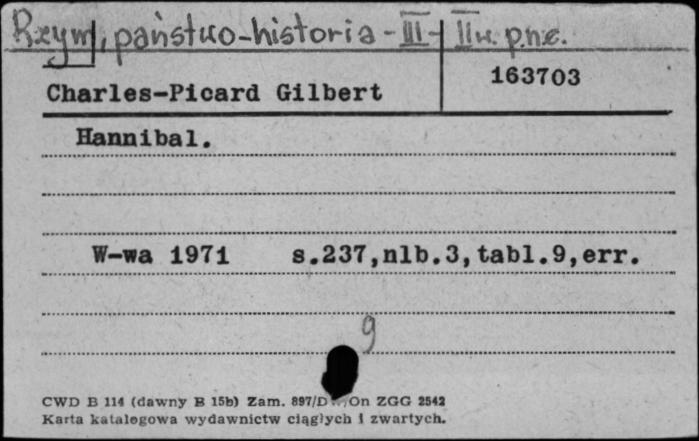 Rzym, państwo-historia - III - II w. p.n.e.
163703
Charles-Picard Gilbert
Hannibal.
W-wa 1971 s.237,nlb.3,tabl.9,err.
9
CWD B 114 (dawny B 15b) Zam. 897/D On ZGG 2542
Karta katalogowa wydawnictw ciągłych i zwartych.